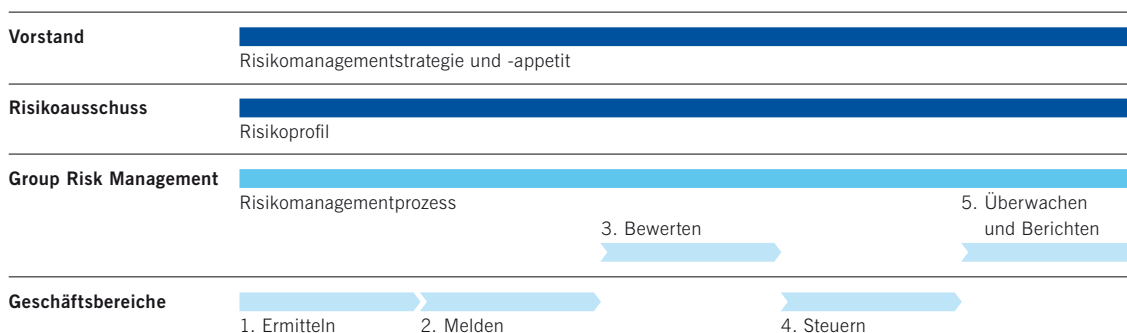 Vorstand
Risikomanagementstrategie und -appetit
Risikoausschuss
Risikoprofil
Group Risk Management
Risikomanagementprozess
3. Bewerten
5. Überwachen
und Berichten
Geschäftsbereiche
1. Ermitteln
2. Melden
4. Steuern